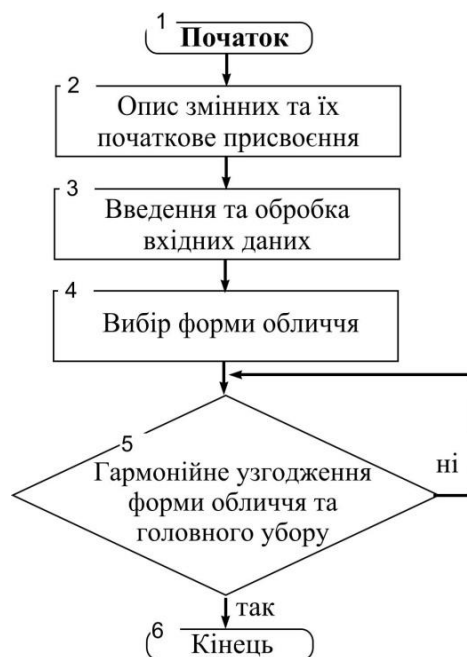 1
Початок
2
Опис змінних та їх
початкове присвоєння
3
Введення та обробка
вхідних даних
4
Вибір форми обличчя
5
Гармонійне узгодження
форми обличчя та
головного убору
ні
так
6
Кінець